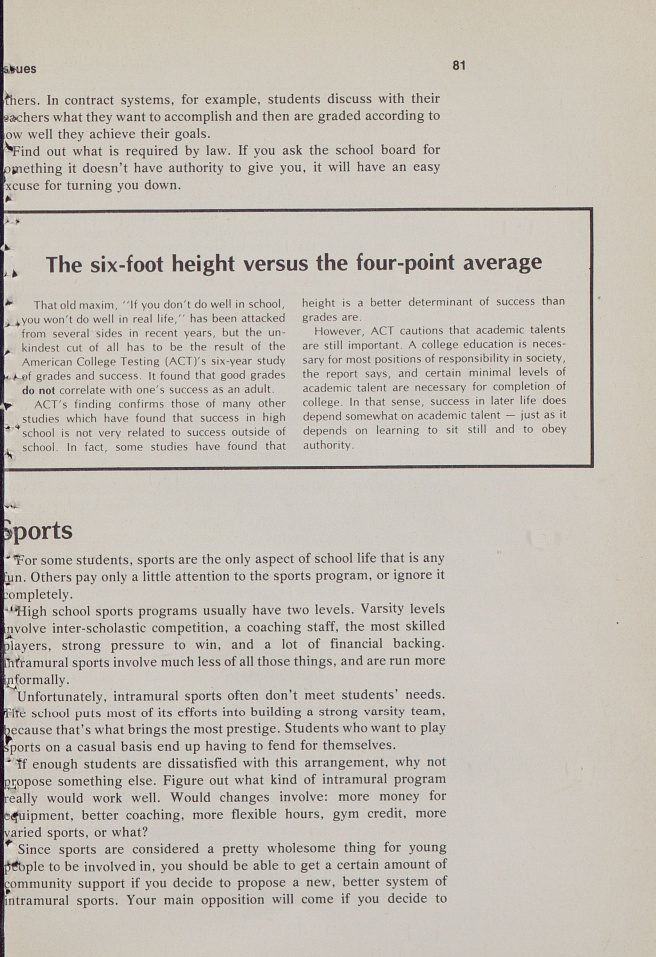 ssues 81
thers. In contract systems, for example, students discuss with their
eachers what they want to accomplish and then are graded according to
ow well they achieve their goals.
Find out what is required by law. If you ask the school board for
omething it doesn't have authority to give you, it will have an easy
xcuse for turning you down.
The six-foot height versus the four-point average
That old maxim, "If you don't do well in school,
you won't do well in real life," has been attacked
from several sides in recent years, but the un-
kindest cut of all has to be the result of the
American College Testing (ACT)'s six-year study
of grades and success. It found that good grades
do not correlate with one's success as an adult.
ACT's finding confirms those of many other
studies which have found that success in high
school is not very related to success outside of
school. In fact, some studies have found that
height is a better determinant of success than
grades are.
However, ACT cautions that academic talents
are still important. A college education is neces-
sary for most positions of responsibility in society,
the report says, and certain minimal levels of
academic talent are necessary for completion of
college. In that sense, success in later life does
depend somewhat on academic talent — just as it
depends on learning to sit still and to obey
authority.
Sports
For some students, sports are the only aspect of school life that is any
fun. Others pay only a little attention to the sports program, or ignore it
completely.
High school sports programs usually have two levels. Varsity levels
involve inter-scholastic competition, a coaching staff, the most skilled
players, strong pressure to win, and a lot of financial backing.
Intramural sports involve much less of all those things, and are run more
informally.
Unfortunately, intramural sports often don't meet students' needs.
The school puts most of its efforts into building a strong varsity team,
because that's what brings the most prestige. Students who want to play
sports on a casual basis end up having to fend for themselves.
If enough students are dissatisfied with this arrangement, why not
propose something else. Figure out what kind of intramural program
really would work well. Would changes involve: more money for
equipment, better coaching, more flexible hours, gym credit, more
varied sports, or what?
Since sports are considered a pretty wholesome thing for young
people to be involved in, you should be able to get a certain amount of
community support if you decide to propose a new, better system of
intramural sports. Your main opposition will come if you decide to